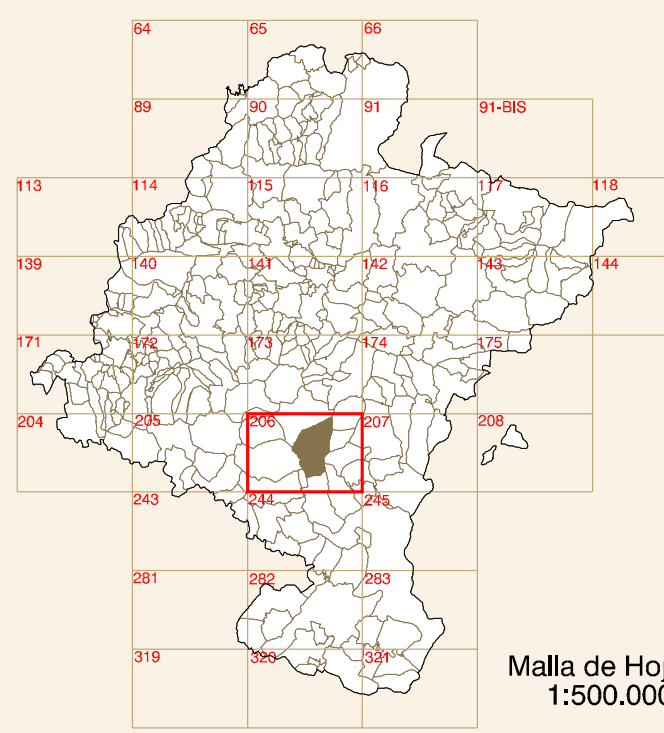 64 65 66
89 90 91 91-BIS
113 114 115 116 117 118
139 140 141 142 143 144
171 172 173 174 175
204 205 206 207 208
243 244 245
281 282 283
319 320 321
Malla de Hoj
1:500.000